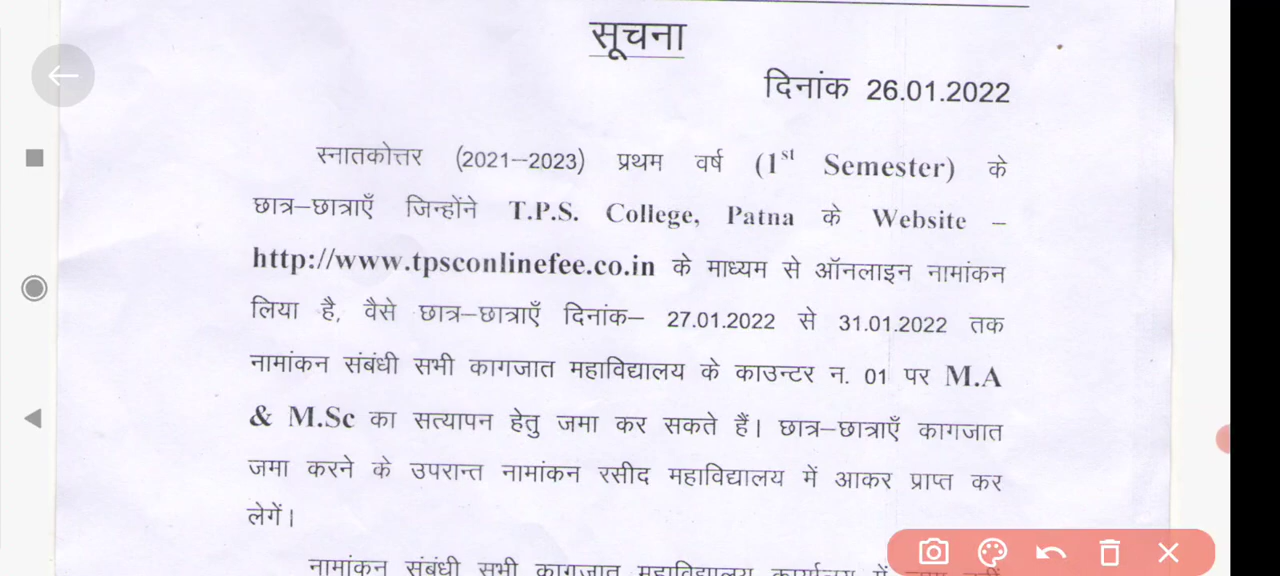 सूचना
दिनांक 26.01.2022
स्नातकोत्तर (2021–2023) प्रथम वर्ष (1st Semester) के
छात्र–छात्राएँ जिन्होंने T.P.S. College, Patna के Website –
http://www.tpsconlinefee.co.in के माध्यम से ऑनलाइन नामांकन
लिया है, वैसे छात्र–छात्राएँ दिनांक– 27.01.2022 से 31.01.2022 तक
नामांकन संबंधी सभी कागजात महाविद्यालय के काउन्टर न. 01 पर M.A
& M.Sc का सत्यापन हेतु जमा कर सकते हैं। छात्र–छात्राएँ कागजात
जमा करने के उपरान्त नामांकन रसीद महाविद्यालय में आकर प्राप्त कर
लेगें।
नामांकन संबंधी सभी कागजात महाविद्यालय कार्यालय में